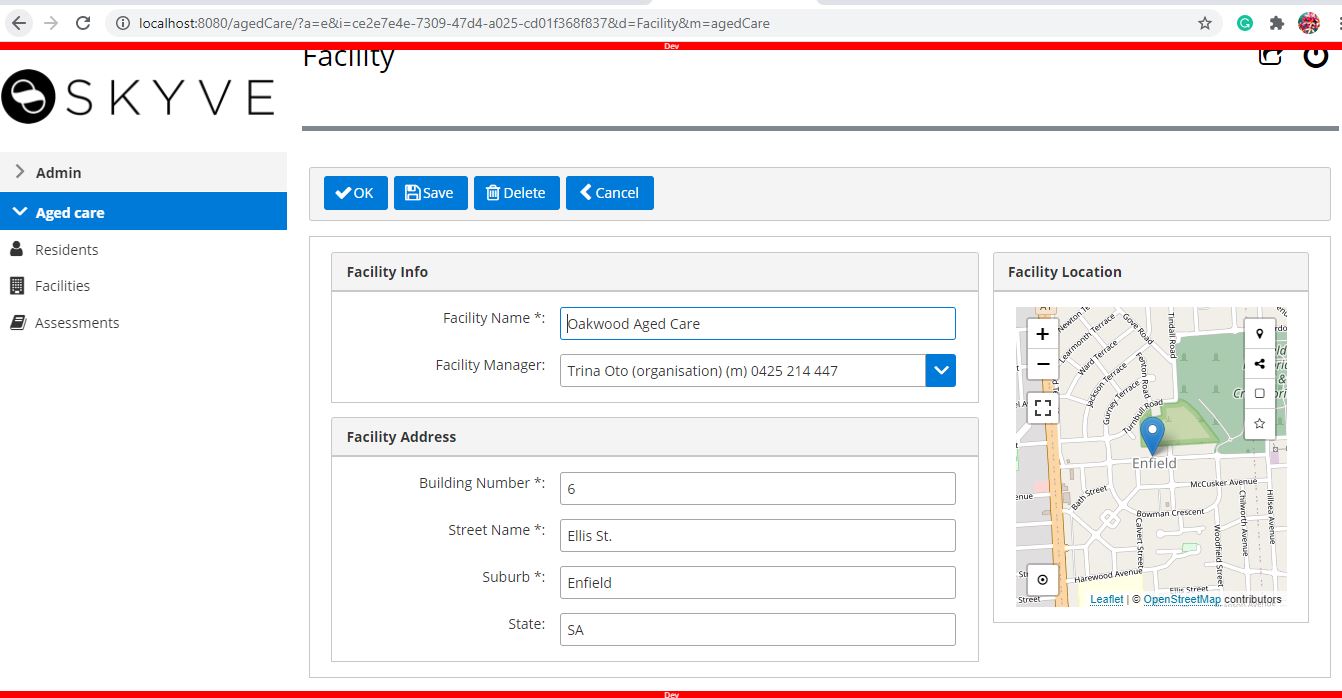 localhost:8080/agedCare/?a=e&i=ce2e7e4e-7309-47d4-a025-cd01f368f837&d=Facility&m=agedCare
Dev
Facility
SKYVE
Admin
Aged care
Residents
Facilities
Assessments
OK Save Delete Cancel
Facility Info
Facility Name *: Oakwood Aged Care
Facility Manager: Trina Oto (organisation) (m) 0425 214 447
Facility Address
Building Number *: 6
Street Name *: Ellis St.
Suburb *: Enfield
State: SA
Facility Location
+
−
Learmonth Terrace
Gove Road
Tindall Road
Ward Terrace
Fenton Road
Jackson Terrace
Gurney Terrace
Turnbull Road
Enfield
McCusker Avenue
Bath Street
Bowman Crescent
Calvert Street
Woodfield Street
Chilworth Avenue
Hillsea Avenue
Harewood Avenue
Ellis Street
Street
Leaflet | © OpenStreetMap contributors
Dev